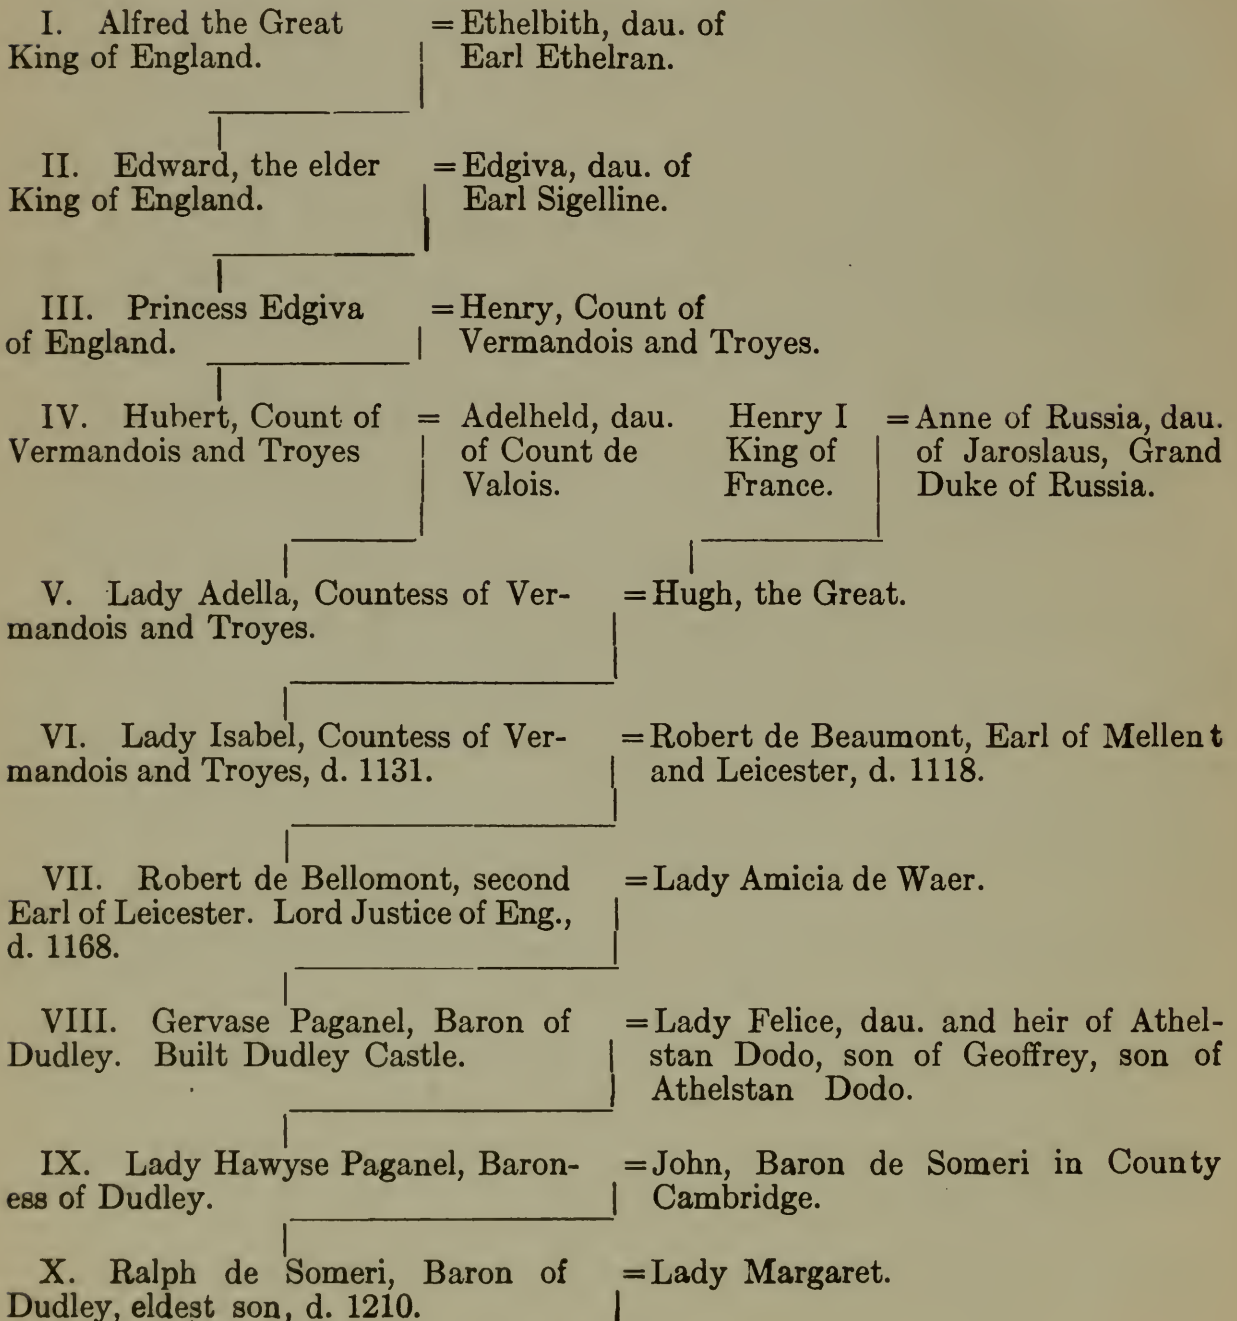 I. Alfred the Great = Ethelbith, dau. of
King of England. Earl Ethelran.
II. Edward, the elder = Edgiva, dau. of
King of England. Earl Sigelline.
III. Princess Edgiva = Henry, Count of
of England. Vermandois and Troyes.
IV. Hubert, Count of = Adelheld, dau. Henry I = Anne of Russia, dau.
Vermandois and Troyes of Count de King of of Jaroslaus, Grand
Valois. France. Duke of Russia.
V. Lady Adella, Countess of Ver- = Hugh, the Great.
mandois and Troyes.
VI. Lady Isabel, Countess of Ver- = Robert de Beaumont, Earl of Mellent
mandois and Troyes, d. 1131. and Leicester, d. 1118.
VII. Robert de Bellomont, second = Lady Amicia de Waer.
Earl of Leicester. Lord Justice of Eng.,
d. 1168.
VIII. Gervase Paganel, Baron of = Lady Felice, dau. and heir of Athel-
Dudley. Built Dudley Castle. stan Dodo, son of Geoffrey, son of
Athelstan Dodo.
IX. Lady Hawyse Paganel, Baron- = John, Baron de Someri in County
ess of Dudley. Cambridge.
X. Ralph de Someri, Baron of = Lady Margaret.
Dudley, eldest son, d. 1210.